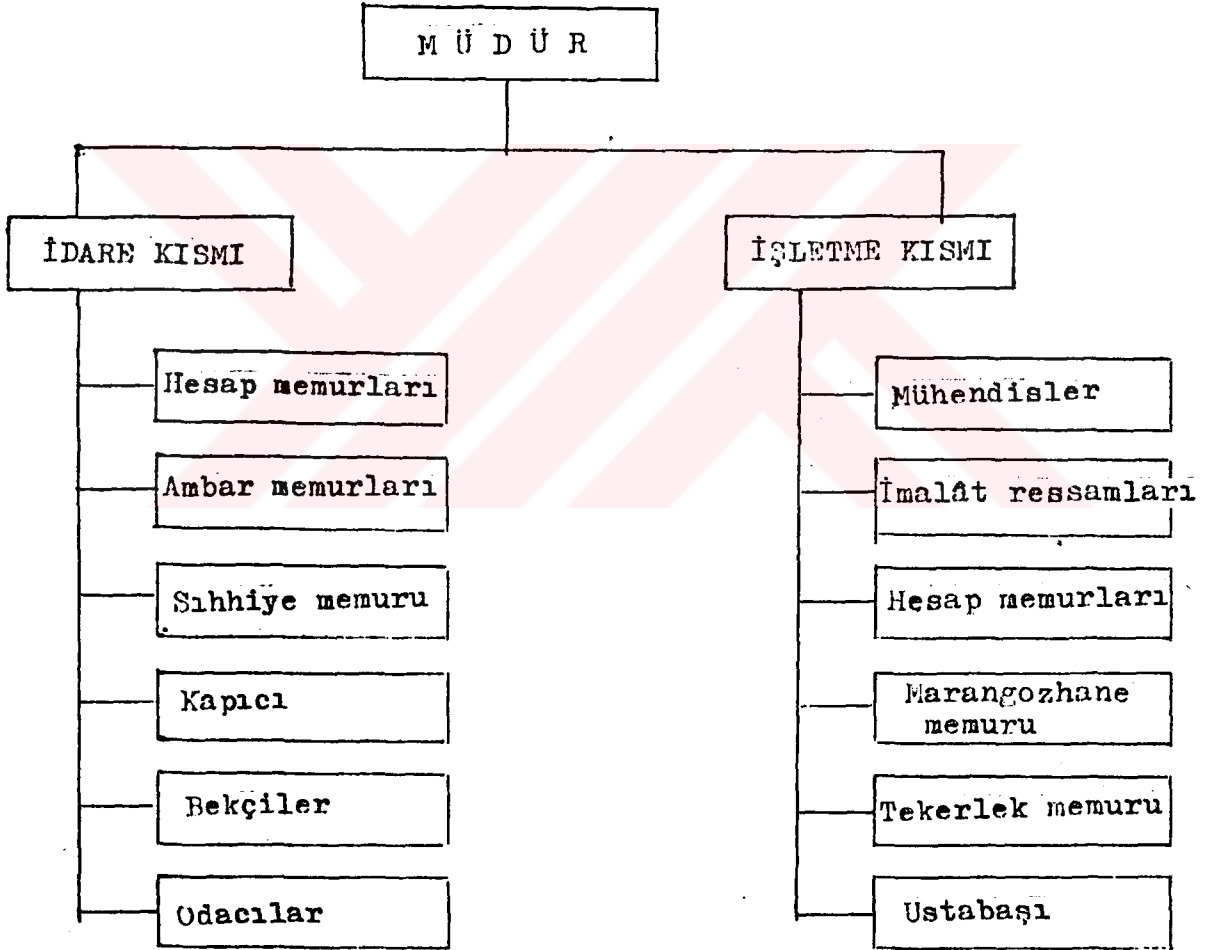 MÜDÜR
İDARE KISMI
Hesap memurları
Ambar memurları
Sıhhiye memuru
Kapıcı
Bekçiler
Odacılar
İŞLETME KISMI
Mühendisler
İmalât ressamları
Hesap memurları
Marangozhane
memuru
Tekerlek memuru
Ustabaşı